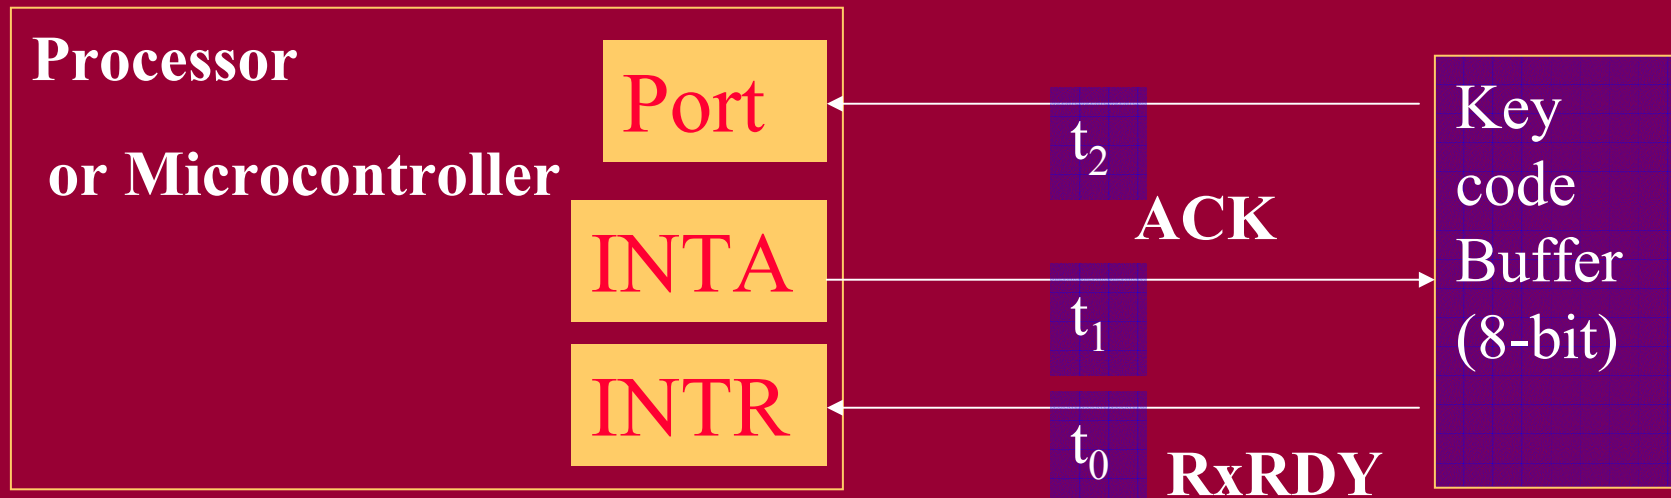 Processor
or Microcontroller
Port
INTA
INTR
t2
ACK
t1
t0
RxRDY
Key
code
Buffer
(8-bit)